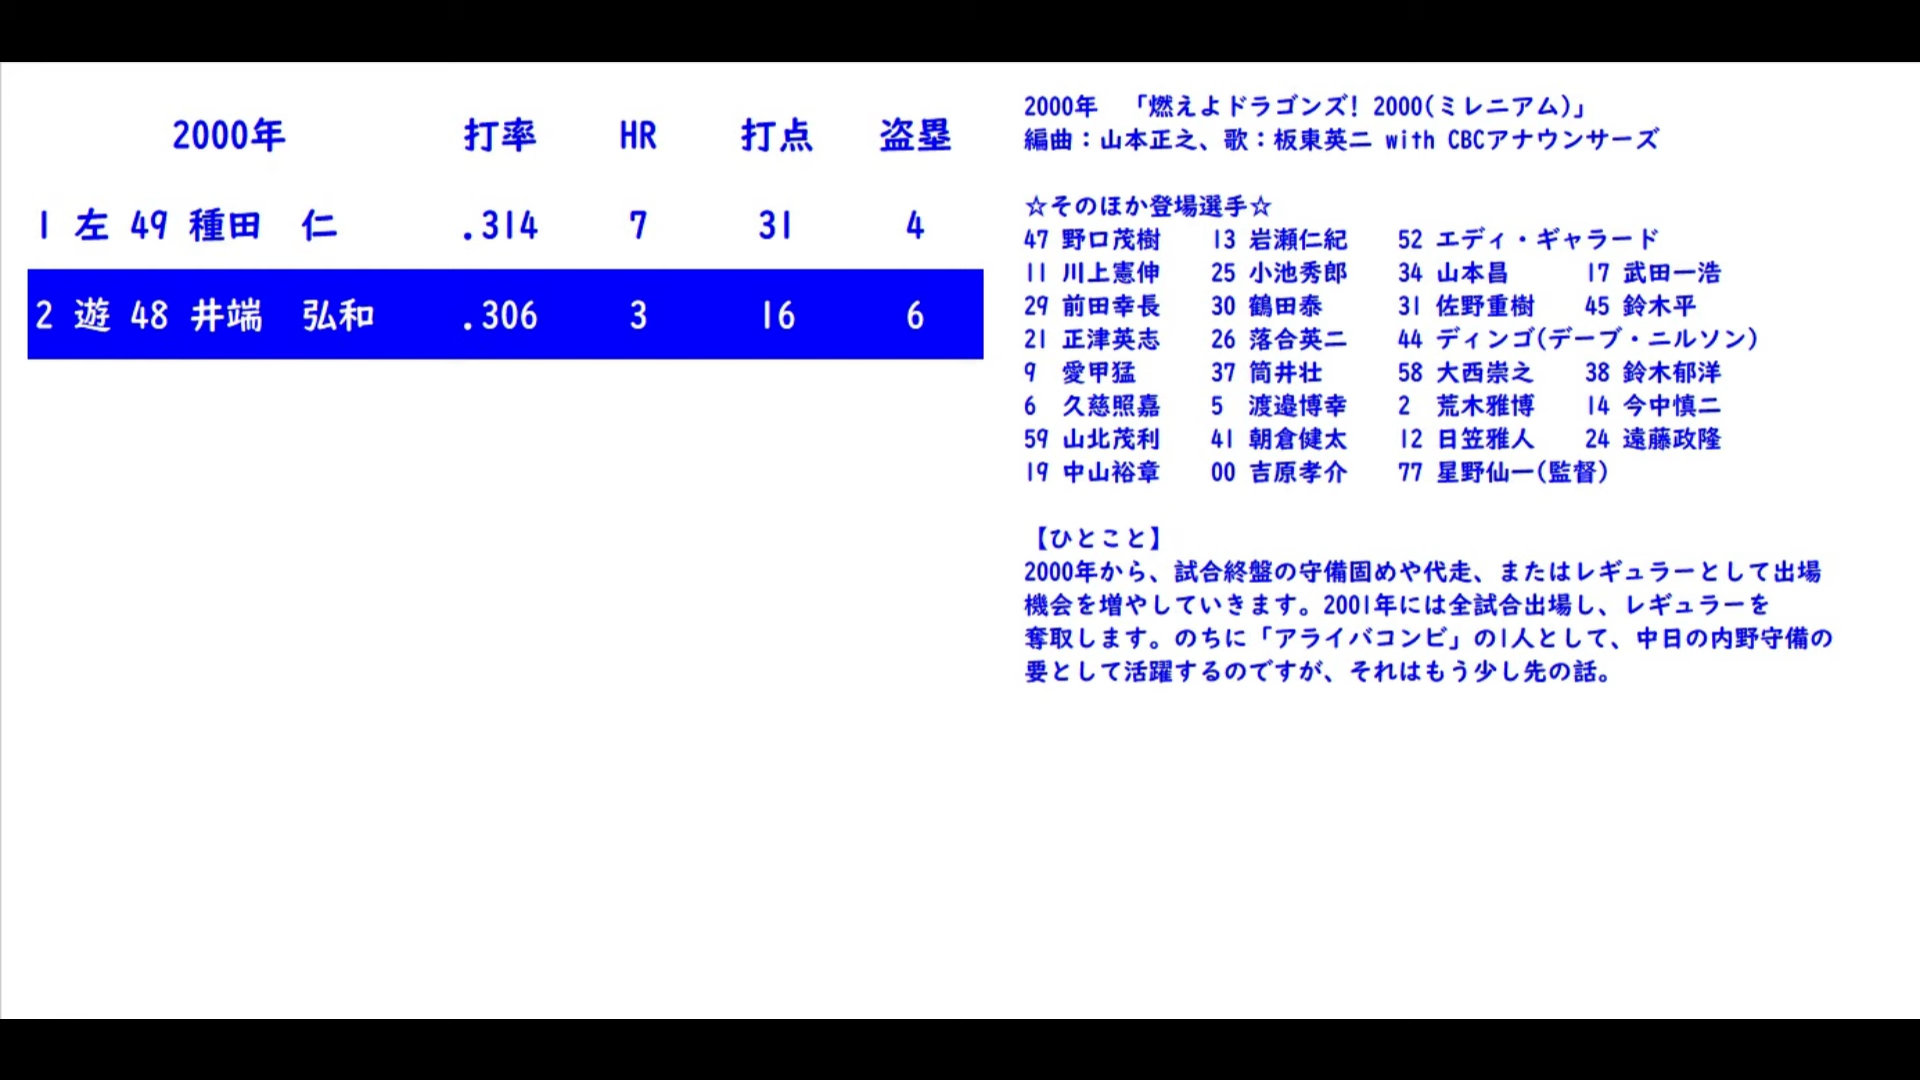 2000年 打率 HR 打点 盗塁
1 左 49 種田 仁 .314 7 31 4
2 遊 48 井端 弘和 .306 3 16 6
2000年 「燃えよドラゴンズ! 2000(ミレニアム)」
編曲：山本正之、歌：板東英二 with CBCアナウンサーズ
☆そのほか登場選手☆
47 野口茂樹 13 岩瀬仁紀 52 エディ・ギャラード
11 川上憲伸 25 小池秀郎 34 山本昌 17 武田一浩
29 前田幸長 30 鶴田泰 31 佐野重樹 45 鈴木平
21 正津英志 26 落合英二 44 ディンゴ(デーブ・ニルソン)
9 愛甲猛 37 筒井壮 58 大西崇之 38 鈴木郁洋
6 久慈照嘉 5 渡邉博幸 2 荒木雅博 14 今中慎二
59 山北茂利 41 朝倉健太 12 日笠雅人 24 遠藤政隆
19 中山裕章 00 吉原孝介 77 星野仙一(監督)
【ひとこと】
2000年から、試合終盤の守備固めや代走、またはレギュラーとして出場
機会を増やしていきます。2001年には全試合出場し、レギュラーを
奪取します。のちに「アライバコンビ」の1人として、中日の内野守備の
要として活躍するのですが、それはもう少し先の話。